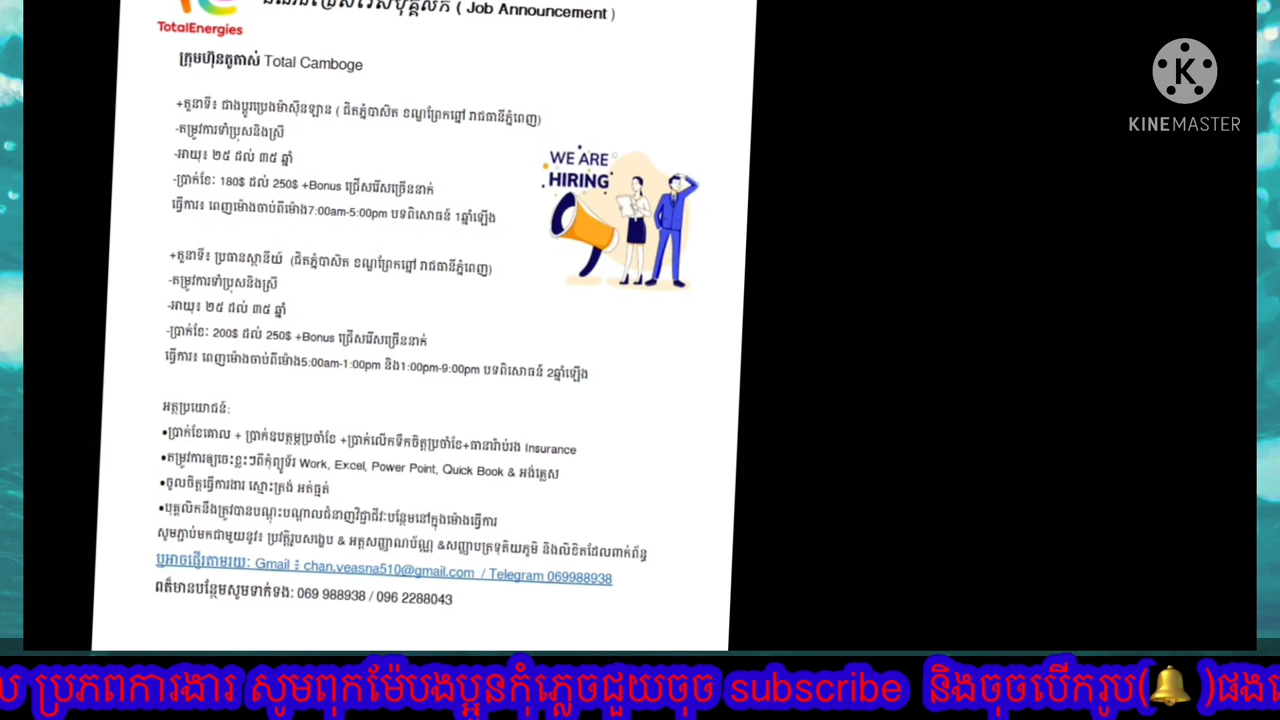 TotalEnergies
( Job Announcement )
ក្រុមហ៊ុនតូតាល់ Total Camboge
+តួនាទី៖ ជាងប្តូរប្រេងម៉ាស៊ីនឡាន ( ជិតភ្នំបាសិត ខណ្ឌព្រែកព្នៅ រាជធានីភ្នំពេញ)
-តម្រូវការទាំប្រុសនិងស្រី
-អាយុ៖ ២៥ ដល់ ៣៥ ឆ្នាំ
-ប្រាក់ខែៈ 180$ ដល់ 250$ +Bonus ជ្រើសរើសច្រើននាក់
ធ្វើការ៖ ពេញម៉ោងចាប់ពីម៉ោង7:00am-5:00pm បទពិសោធន៍ 1ឆ្នាំឡើង
WE ARE
HIRING
+តួនាទី៖ ប្រធានស្ថានីយ៍ (ជិតភ្នំបាសិត ខណ្ឌព្រែកព្នៅ រាជធានីភ្នំពេញ)
-តម្រូវការទាំប្រុសនិងស្រី
-អាយុ៖ ២៥ ដល់ ៣៥ ឆ្នាំ
-ប្រាក់ខែៈ 200$ ដល់ 250$ +Bonus ជ្រើសរើសច្រើននាក់
ធ្វើការ៖ ពេញម៉ោងចាប់ពីម៉ោង5:00am-1:00pm និង1:00pm-9:00pm បទពិសោធន៍ 2ឆ្នាំឡើង
អត្ថប្រយោជន៍:
•ប្រាក់ខែគោល + ប្រាក់ឧបត្ថម្ភប្រចាំខែ +ប្រាក់លើកទឹកចិត្តប្រចាំខែ+ធានារ៉ាប់រង Insurance
•តម្រូវការឲ្យចេះខ្លះៗពីកុំព្យូទ័រ Work, Excel, Power Point, Quick Book & អង់គ្លេស
•ចូលចិត្តធ្វើការងារ ស្មោះត្រង់ អត់ធ្មត់
•បុគ្គលិកនឹងត្រូវបានបណ្តុះបណ្តាលជំនាញវិជ្ជាជីវៈបន្ថែមនៅក្នុងម៉ោងធ្វើការ
សូមភ្ជាប់មកជាមួយនូវ៖ ប្រវត្តិរូបសង្ខេប & អត្តសញ្ញាណប័ណ្ណ &សញ្ញាបត្រទុតិយភូមិ និងលិខិតដែលពាក់ព័ន្ធ
ឬអាចផ្ញើរតាមរយៈ Gmail ៖ chan.veasna510@gmail.com / Telegram 069988938
ពត៌មានបន្ថែមសូមទាក់ទង: 069 988938 / 096 2288043
KINEMASTER
ប្រភពការងារ សូមពុកម៉ែបងប្អូនកុំភ្លេចជួយចុច subscribe និងចុចបើករូប(🔔)ផង